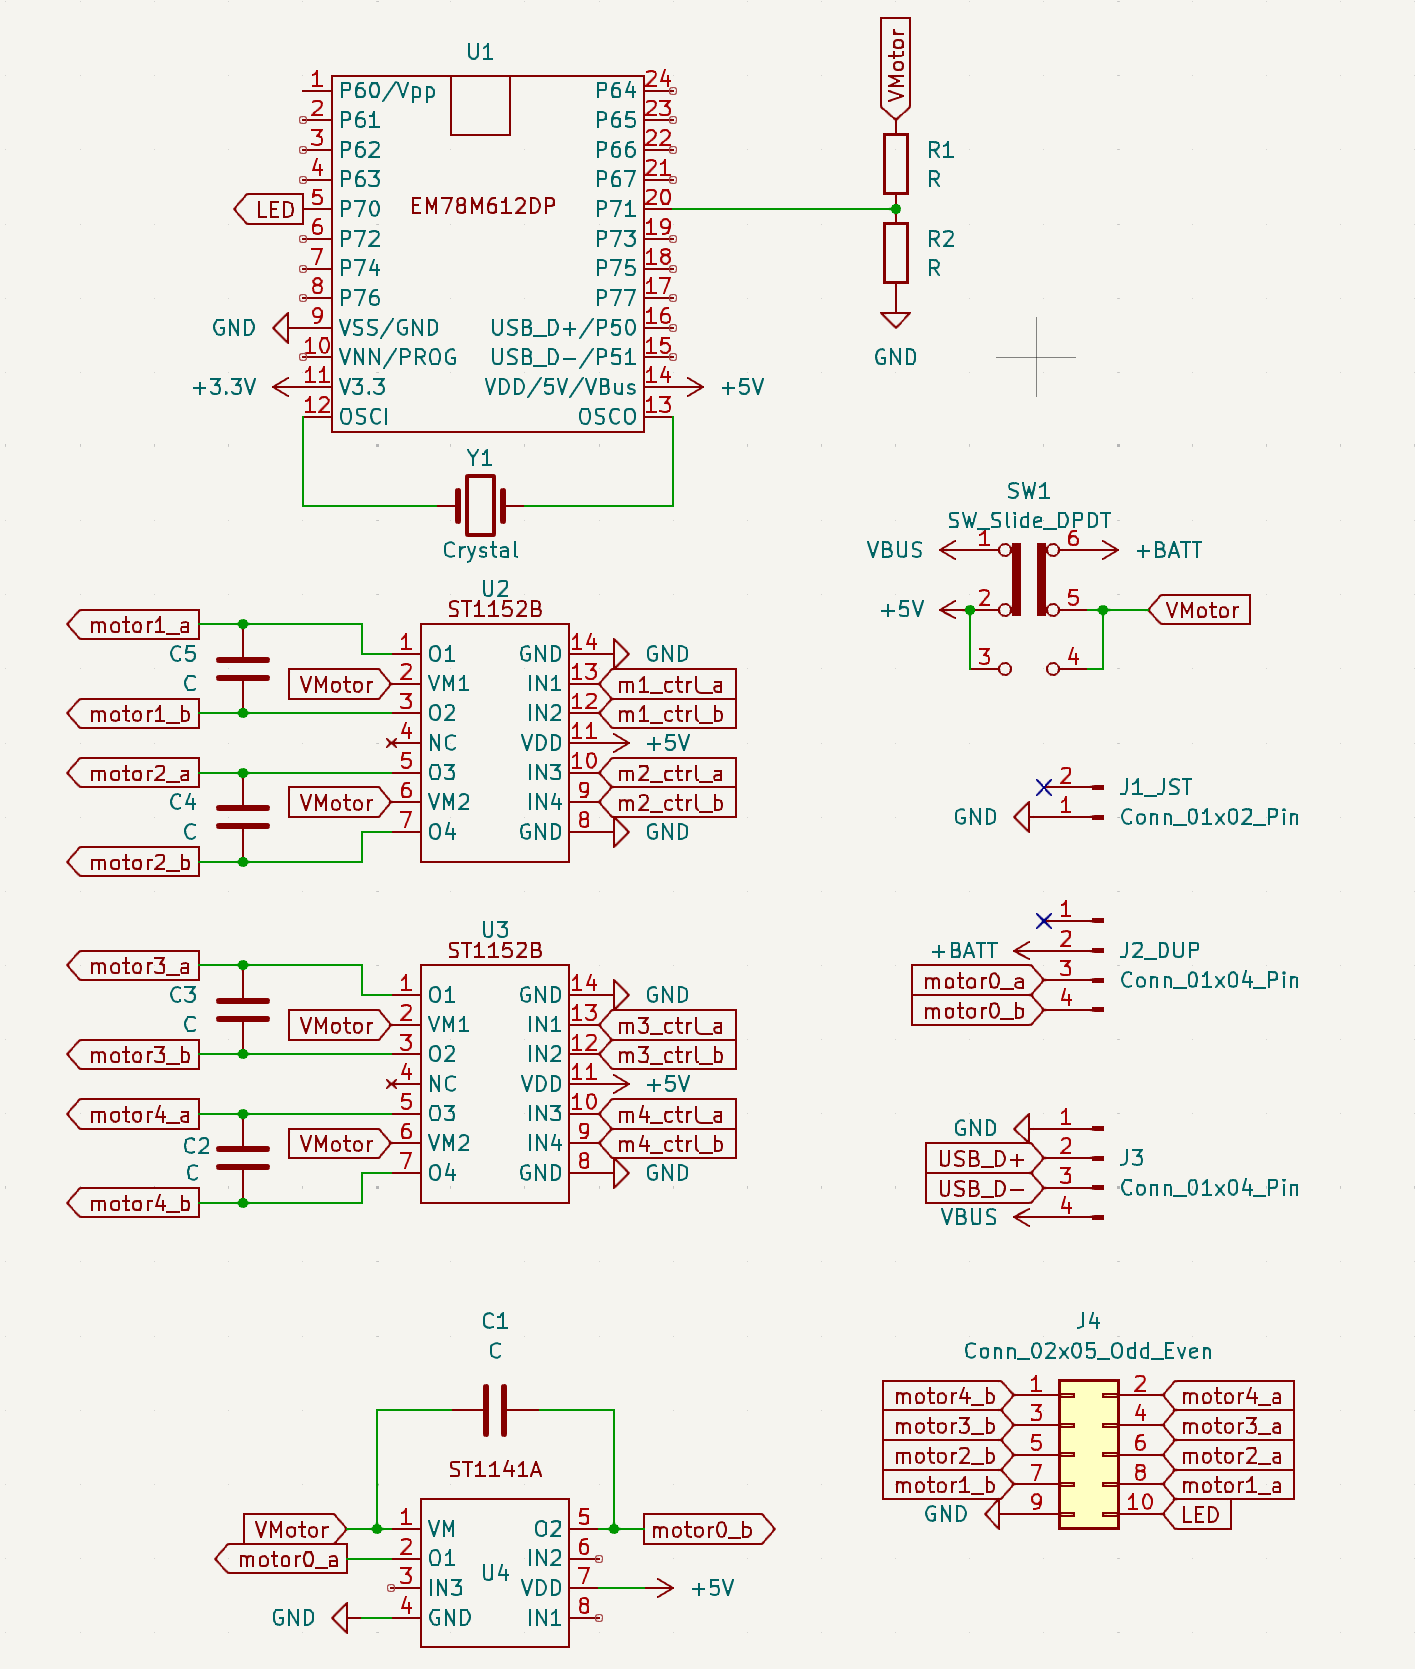 U1
1 P60/Vpp P64 24
2 P61 P65 23
3 P62 P66 22
4 P63 P67 21
LED 5 P70 EM78M612DP P71 20
6 P72 P73 19
7 P74 P75 18
8 P76 P77 17
GND 9 VSS/GND USB_D+/P50 16
10 VNN/PROG USB_D-/P51 15
+3.3V 11 V3.3 VDD/5V/VBus 14 +5V
12 OSCI OSCO 13
Y1
Crystal
VMotor
R1
R
R2
R
GND
SW1
SW_Slide_DPDT
VBUS 1 6 +BATT
+5V 2 5 VMotor
3 4
U2
ST1152B
motor1_a
C5
C
motor1_b
motor2_a
C4
C
motor2_b
1 O1 GND 14 GND
VMotor 2 VM1 IN1 13 m1_ctrl_a
3 O2 IN2 12 m1_ctrl_b
4 NC VDD 11 +5V
5 O3 IN3 10 m2_ctrl_a
VMotor 6 VM2 IN4 9 m2_ctrl_b
7 O4 GND 8 GND
2 J1_JST
GND 1 Conn_01x02_Pin
1
+BATT 2 J2_DUP
motor0_a 3 Conn_01x04_Pin
motor0_b 4
U3
ST1152B
motor3_a
C3
C
motor3_b
motor4_a
C2
C
motor4_b
1 O1 GND 14 GND
VMotor 2 VM1 IN1 13 m3_ctrl_a
3 O2 IN2 12 m3_ctrl_b
4 NC VDD 11 +5V
5 O3 IN3 10 m4_ctrl_a
VMotor 6 VM2 IN4 9 m4_ctrl_b
7 O4 GND 8 GND
GND 1
USB_D+ 2 J3
USB_D- 3 Conn_01x04_Pin
VBUS 4
C1
C
ST1141A
VMotor 1 VM O2 5 motor0_b
motor0_a 2 O1 IN2 6
3 IN3 U4 VDD 7 +5V
GND 4 GND IN1 8
J4
Conn_02x05_Odd_Even
motor4_b 1 2 motor4_a
motor3_b 3 4 motor3_a
motor2_b 5 6 motor2_a
motor1_b 7 8 motor1_a
GND 9 10 LED